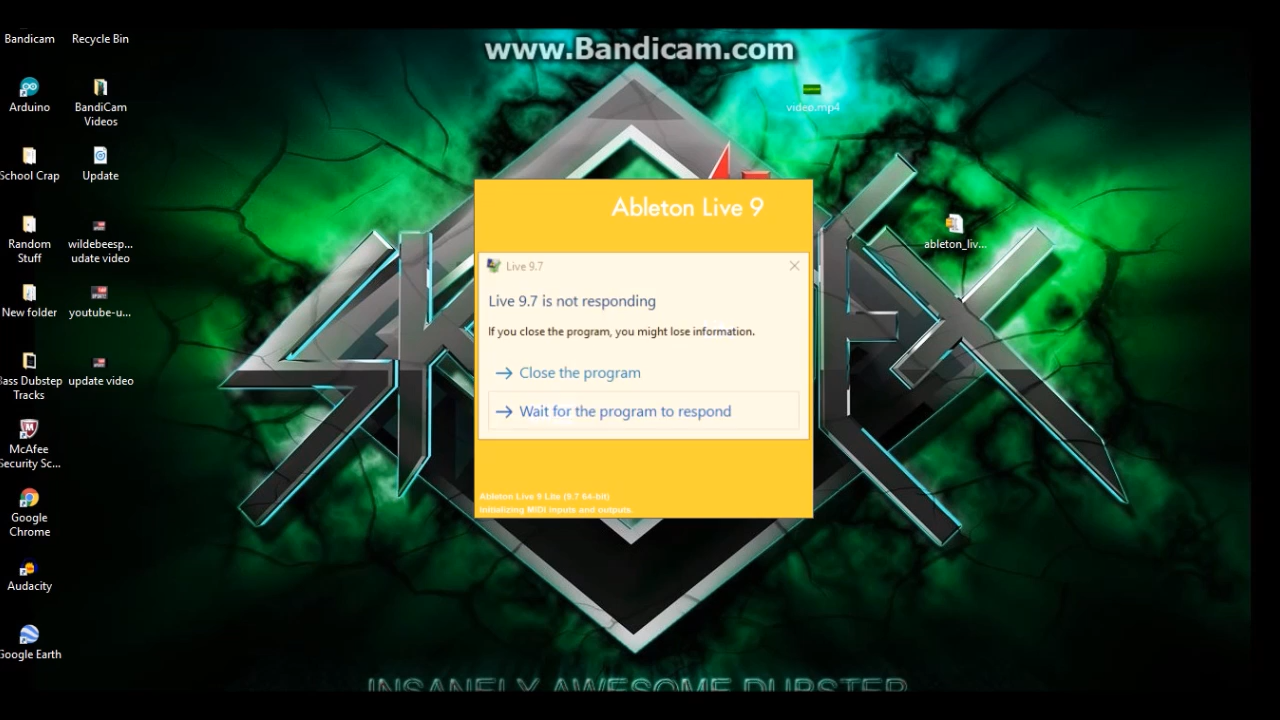 www.Bandicam.com
Bandicam
Recycle Bin
Arduino
BandiCam
Videos
video.mp4
School Crap
Update
Random
Stuff
wildebeesp...
udate video
ableton_liv...
New folder
youtube-u...
ass Dubstep
Tracks
update video
McAfee
Security Sc...
Google
Chrome
Audacity
Google Earth
Ableton Live 9
Live 9.7
Live 9.7 is not responding
If you close the program, you might lose information.
Close the program
Wait for the program to respond
Ableton Live 9 Lite (9.7 64-bit)
Initializing MIDI inputs and outputs.
INSANELY AWESOME DUBSTEP